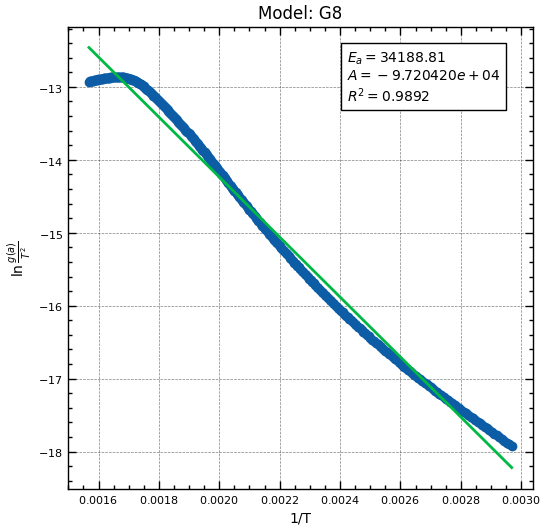 Model: G8
E_a = 34188.81
A = −9.720420e + 04
R² = 0.9892
−13
−14
−15
−16
−17
−18
ln g(a)/T²
0.0016 0.0018 0.0020 0.0022 0.0024 0.0026 0.0028 0.0030
1/T